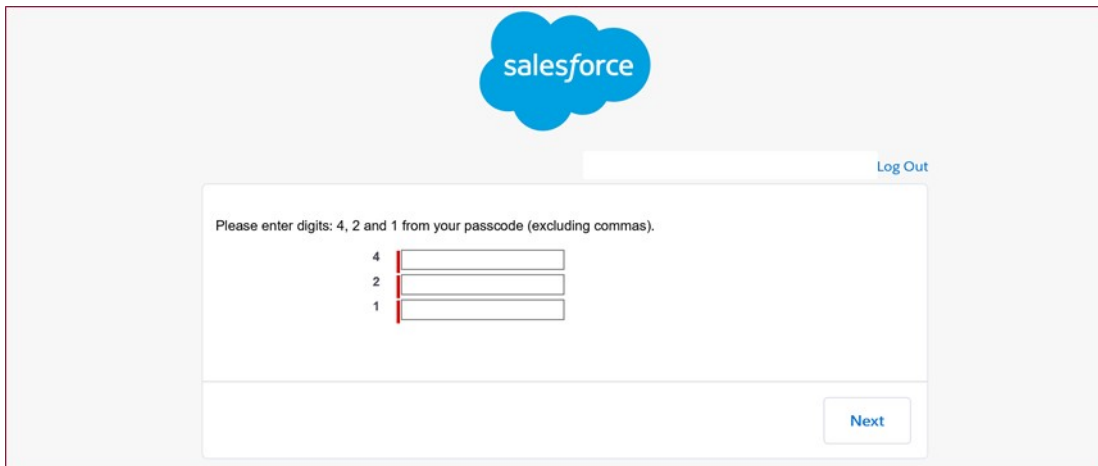 salesforce
Log Out
Please enter digits: 4, 2 and 1 from your passcode (excluding commas).
4
2
1
Next